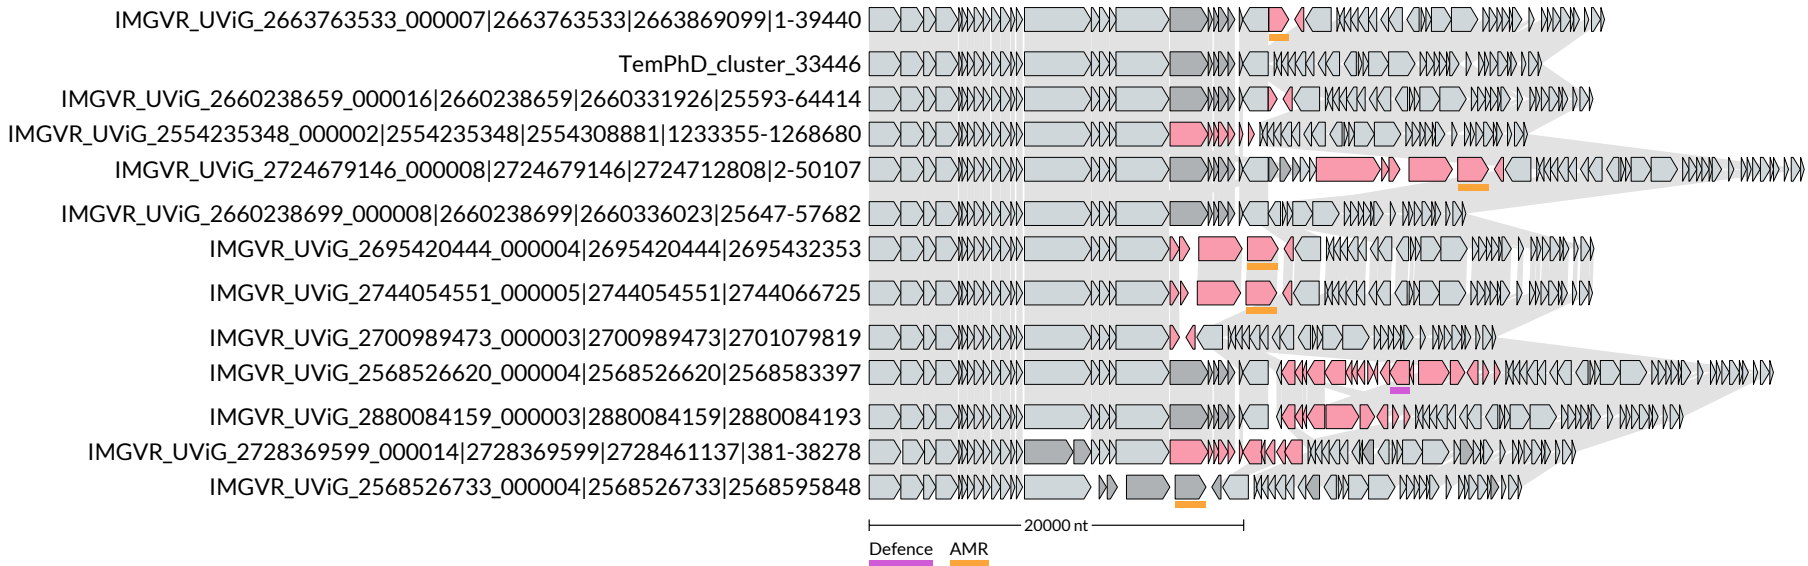 IMGVR_UViG_2663763533_000007|2663763533|2663869099|1-39440
TemPhD_cluster_33446
IMGVR_UViG_2660238659_000016|2660238659|2660331926|25593-64414
IMGVR_UViG_2554235348_000002|2554235348|2554308881|1233355-1268680
IMGVR_UViG_2724679146_000008|2724679146|2724712808|2-50107
IMGVR_UViG_2660238699_000008|2660238699|2660336023|25647-57682
IMGVR_UViG_2695420444_000004|2695420444|2695432353
IMGVR_UViG_2744054551_000005|2744054551|2744066725
IMGVR_UViG_2700989473_000003|2700989473|2701079819
IMGVR_UViG_2568526620_000004|2568526620|2568583397
IMGVR_UViG_2880084159_000003|2880084159|2880084193
IMGVR_UViG_2728369599_000014|2728369599|2728461137|381-38278
IMGVR_UViG_2568526733_000004|2568526733|2568595848
20000 nt
Defence AMR